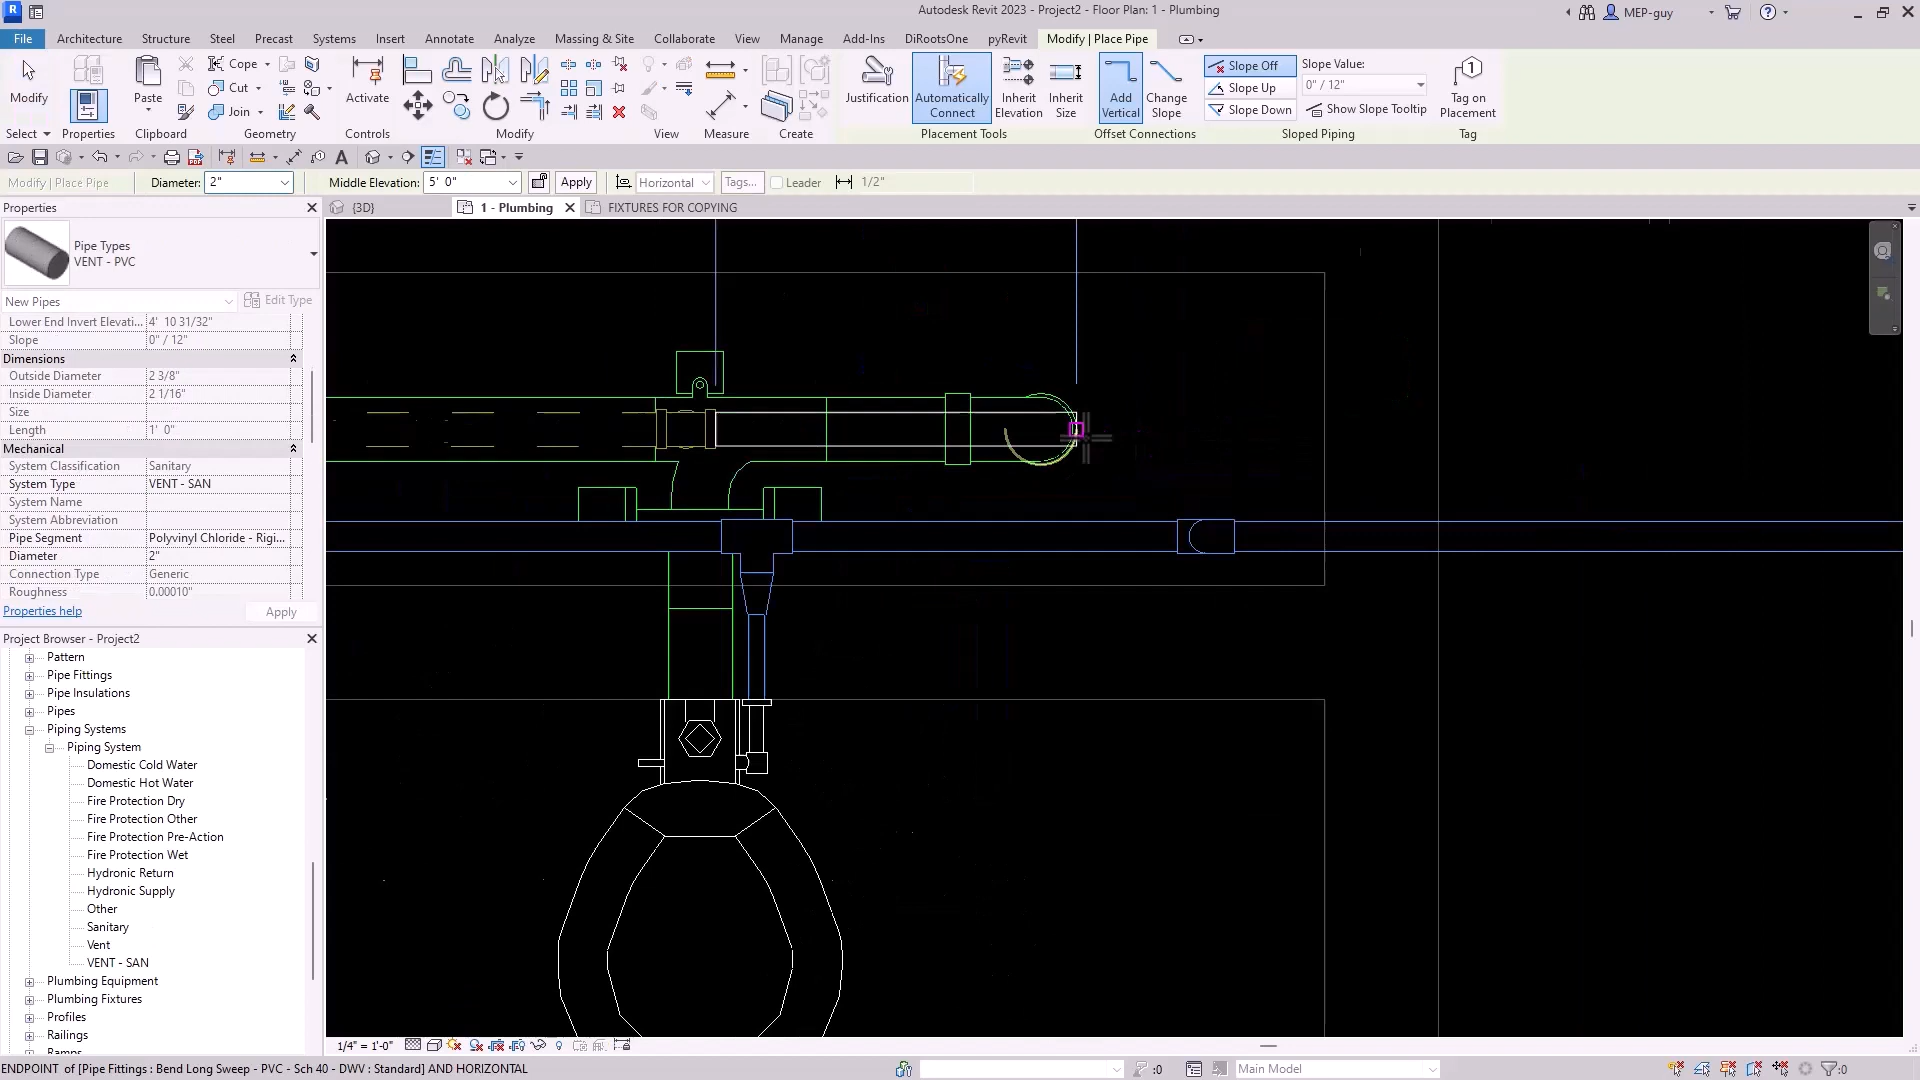 Autodesk Revit 2023 - Project2 - Floor Plan: 1 - Plumbing
MEP-guy
File Architecture Structure Steel Precast Systems Insert Annotate Analyze Massing & Site Collaborate View Manage Add-Ins DiRootsOne pyRevit Modify | Place Pipe
Modify
Paste
Cope
Cut
Join
Activate
Justification
Automatically Connect
Inherit Elevation
Inherit Size
Add Vertical
Change Slope
Slope Off
Slope Up
Slope Down
Slope Value:
0" / 12"
Show Slope Tooltip
Tag on Placement
Select Properties Clipboard Geometry Controls Modify View Measure Create Placement Tools Offset Connections Sloped Piping Tag
Modify | Place Pipe Diameter: 2" Middle Elevation: 5' 0" Apply Horizontal Tags... Leader 1/2"
Properties
{3D} 1 - Plumbing FIXTURES FOR COPYING
Pipe Types
VENT - PVC
New Pipes Edit Type
Lower End Invert Elevati... 4' 10 31/32"
Slope 0" / 12"
Dimensions
Outside Diameter 2 3/8"
Inside Diameter 2 1/16"
Size
Length 1' 0"
Mechanical
System Classification Sanitary
System Type VENT - SAN
System Name
System Abbreviation
Pipe Segment Polyvinyl Chloride - Rigi...
Diameter 2"
Connection Type Generic
Roughness 0.00010"
Properties help Apply
Project Browser - Project2
Pattern
Pipe Fittings
Pipe Insulations
Pipes
Piping Systems
Piping System
Domestic Cold Water
Domestic Hot Water
Fire Protection Dry
Fire Protection Other
Fire Protection Pre-Action
Fire Protection Wet
Hydronic Return
Hydronic Supply
Other
Sanitary
Vent
VENT - SAN
Plumbing Equipment
Plumbing Fixtures
Profiles
Railings
Ramps
1/4" = 1'-0"
ENDPOINT of [Pipe Fittings : Bend Long Sweep - PVC - Sch 40 - DWV : Standard] AND HORIZONTAL
:0
Main Model
:0